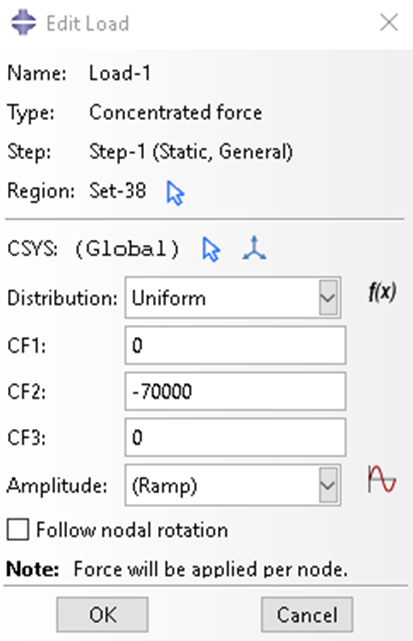 Edit Load
Name: Load-1
Type: Concentrated force
Step: Step-1 (Static, General)
Region: Set-38
CSYS: (Global)
Distribution: Uniform f(x)
CF1: 0
CF2: -70000
CF3: 0
Amplitude: (Ramp)
Follow nodal rotation
Note: Force will be applied per node.
OK Cancel